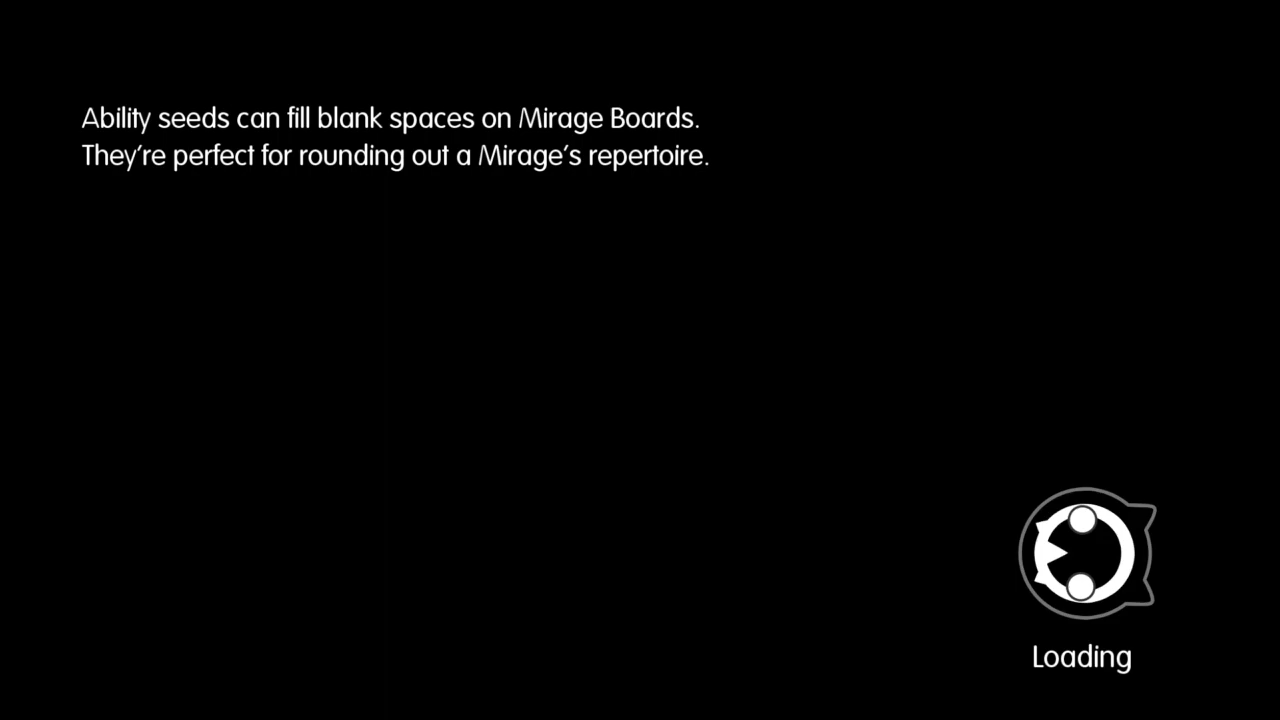 Ability seeds can fill blank spaces on Mirage Boards.
They're perfect for rounding out a Mirage's repertoire.
Loading